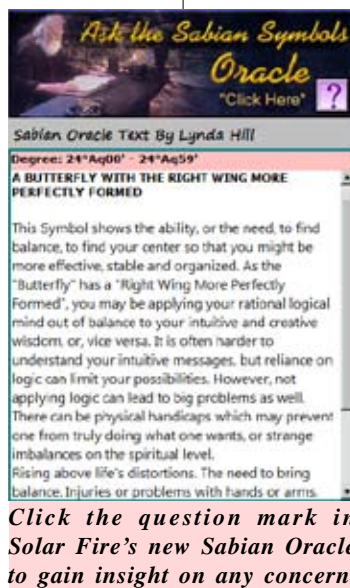 Ask the Sabian Symbols
Oracle
"Click Here"
?
Sabian Oracle Text By Lynda Hill
Degree: 24°Aq00' - 24°Aq59'
A BUTTERFLY WITH THE RIGHT WING MORE
PERFECTLY FORMED
This Symbol shows the ability, or the need, to find
balance, to find your center so that you might be
more effective, stable and organized. As the
"Butterfly" has a "Right Wing More Perfectly
Formed", you may be applying your rational logical
mind out of balance to your intuitive and creative
wisdom, or, vice versa. It is often harder to
understand your intuitive messages, but reliance on
logic can limit your possibilities. However, not
applying logic can lead to big problems as well.
There can be physical handicaps which may prevent
one from truly doing what one wants, or strange
imbalances on the spiritual level.
Rising above life's distortions. The need to bring
balance. Injuries or problems with hands or arms.
Click the question mark in
Solar Fire's new Sabian Oracle
to gain insight on any concern